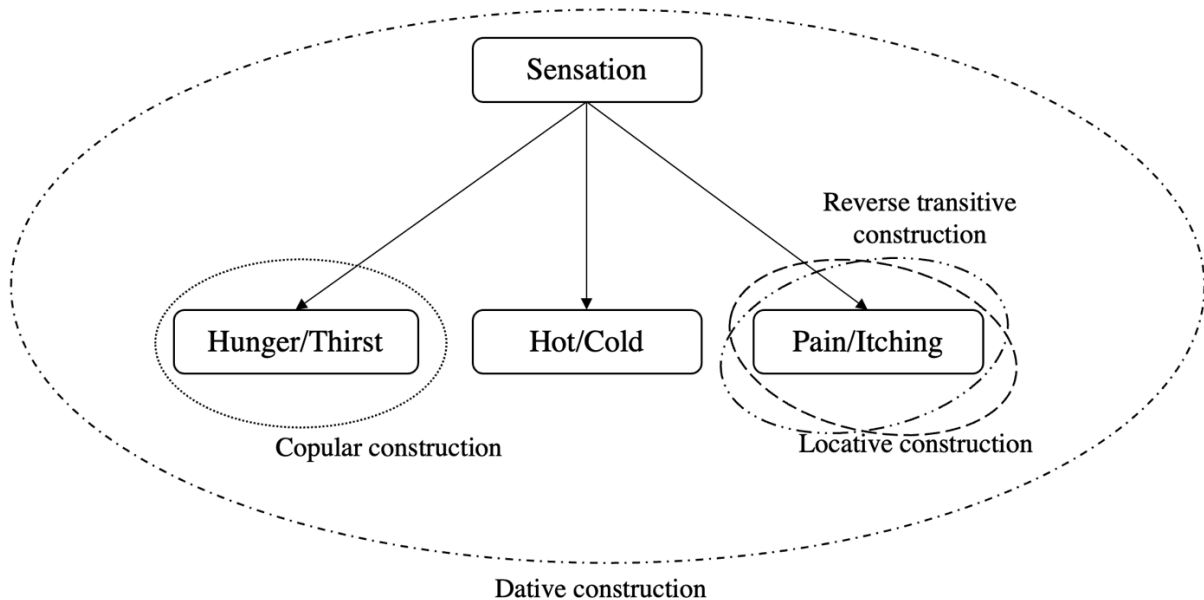 Sensation
Reverse transitive
construction
Hunger/Thirst
Hot/Cold
Pain/Itching
Copular construction
Locative construction
Dative construction